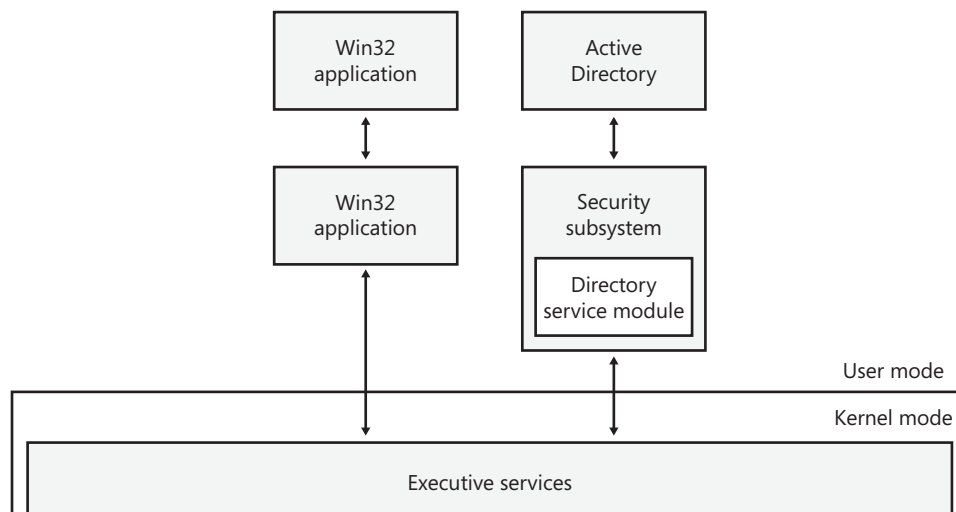 Win32
application
Active
Directory
Win32
application
Security
subsystem
Directory
service module
User mode
Kernel mode
Executive services